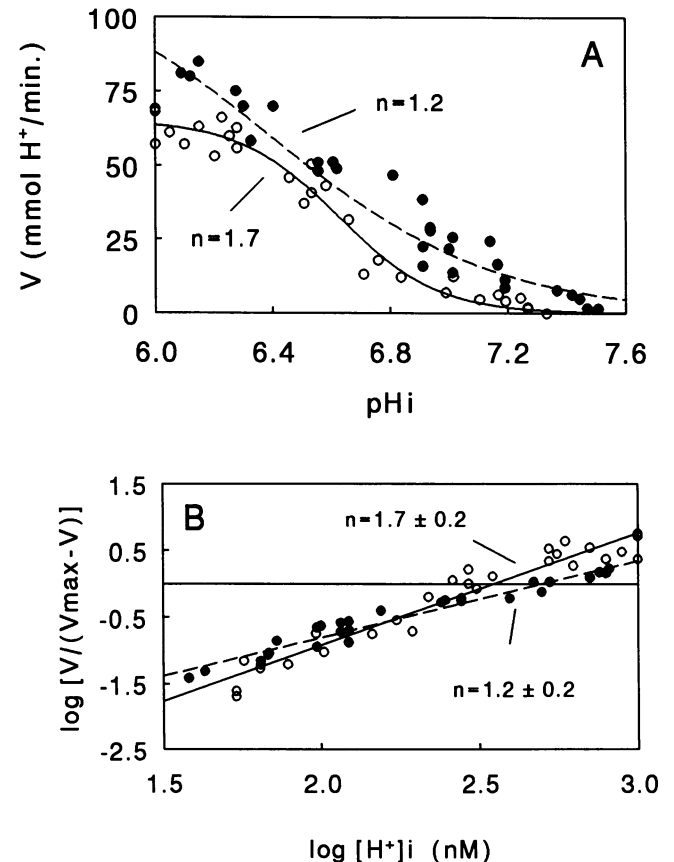 100
75
50
25
0
V (mmol H⁺/min.)
A
n=1.2
n=1.7
6.0 6.4 6.8 7.2 7.6
pHi
1.5
0.5
-0.5
-1.5
-2.5
log [V/(Vmax-V)]
B
n=1.7 ± 0.2
n=1.2 ± 0.2
1.5 2.0 2.5 3.0
log [H⁺]i (nM)